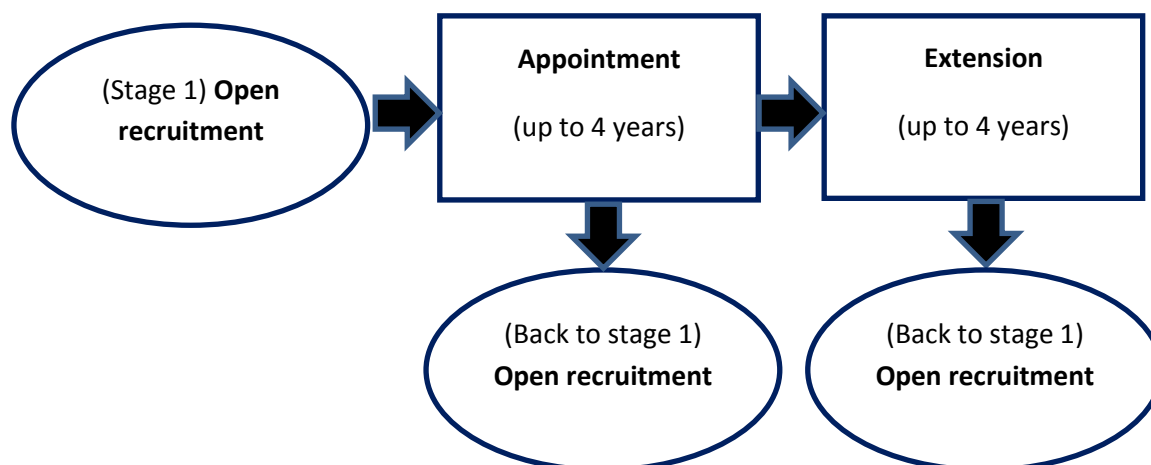 (Stage 1) Open
recruitment
Appointment
(up to 4 years)
Extension
(up to 4 years)
(Back to stage 1)
Open recruitment
(Back to stage 1)
Open recruitment